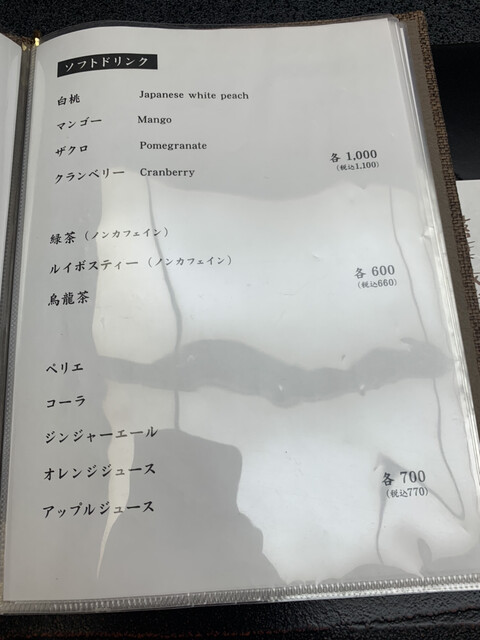 ソフトドリンク
白桃 Japanese white peach
マンゴー Mango
ザクロ Pomegranate
クランベリー Cranberry
各 1,000
(税込1,100)
緑茶（ノンカフェイン）
ルイボスティー（ノンカフェイン）
烏龍茶
各 600
(税込660)
ペリエ
コーラ
ジンジャーエール
オレンジジュース
アップルジュース
各 700
(税込770)